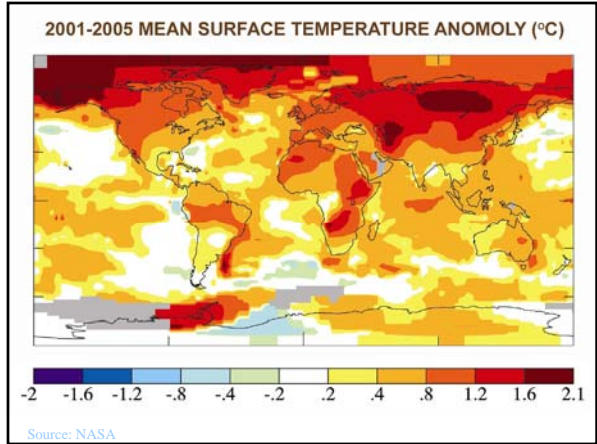 2001-2005 MEAN SURFACE TEMPERATURE ANOMOLY (°C)
-2 -1.6 -1.2 -.8 -.4 -.2 .2 .4 .8 1.2 1.6 2.1
Source: NASA